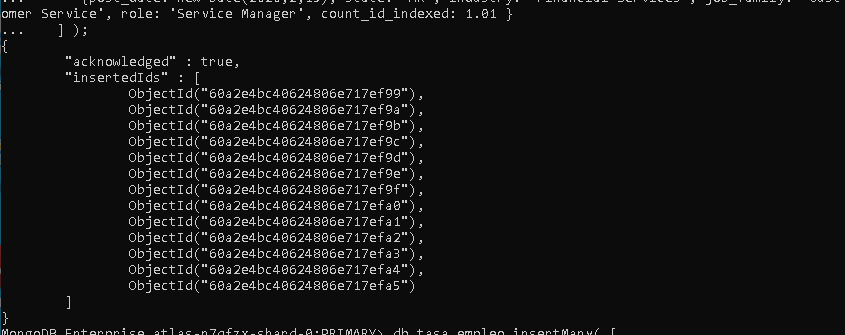 omer Service', role: 'Service Manager', count_id_indexed: 1.01 }
...    ] );
{
        "acknowledged" : true,
        "insertedIds" : [
                ObjectId("60a2e4bc40624806e717ef99"),
                ObjectId("60a2e4bc40624806e717ef9a"),
                ObjectId("60a2e4bc40624806e717ef9b"),
                ObjectId("60a2e4bc40624806e717ef9c"),
                ObjectId("60a2e4bc40624806e717ef9d"),
                ObjectId("60a2e4bc40624806e717ef9e"),
                ObjectId("60a2e4bc40624806e717ef9f"),
                ObjectId("60a2e4bc40624806e717efa0"),
                ObjectId("60a2e4bc40624806e717efa1"),
                ObjectId("60a2e4bc40624806e717efa2"),
                ObjectId("60a2e4bc40624806e717efa3"),
                ObjectId("60a2e4bc40624806e717efa4"),
                ObjectId("60a2e4bc40624806e717efa5")
        ]
}
MongoDB Enterprise atlas-n7qfzx-shard-0:PRIMARY> db.tasa_empleo.insertMany( [